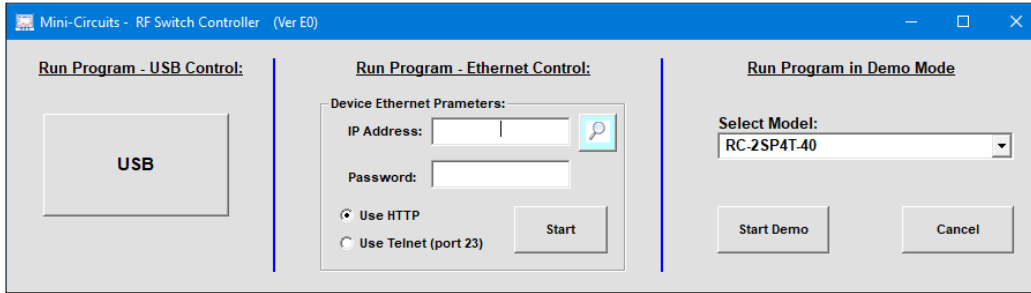 Mini-Circuits - RF Switch Controller (Ver E0)
Run Program - USB Control:
USB
Run Program - Ethernet Control:
Device Ethernet Prameters:
IP Address:
Password:
Use HTTP
Use Telnet (port 23)
Start
Run Program in Demo Mode
Select Model:
RC-2SP4T-40
Start Demo
Cancel